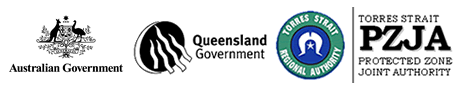 Australian Government
Queensland
Government
TORRES STRAIT
REGIONAL AUTHORITY
TORRES STRAIT
PZJA
PROTECTED ZONE
JOINT AUTHORITY